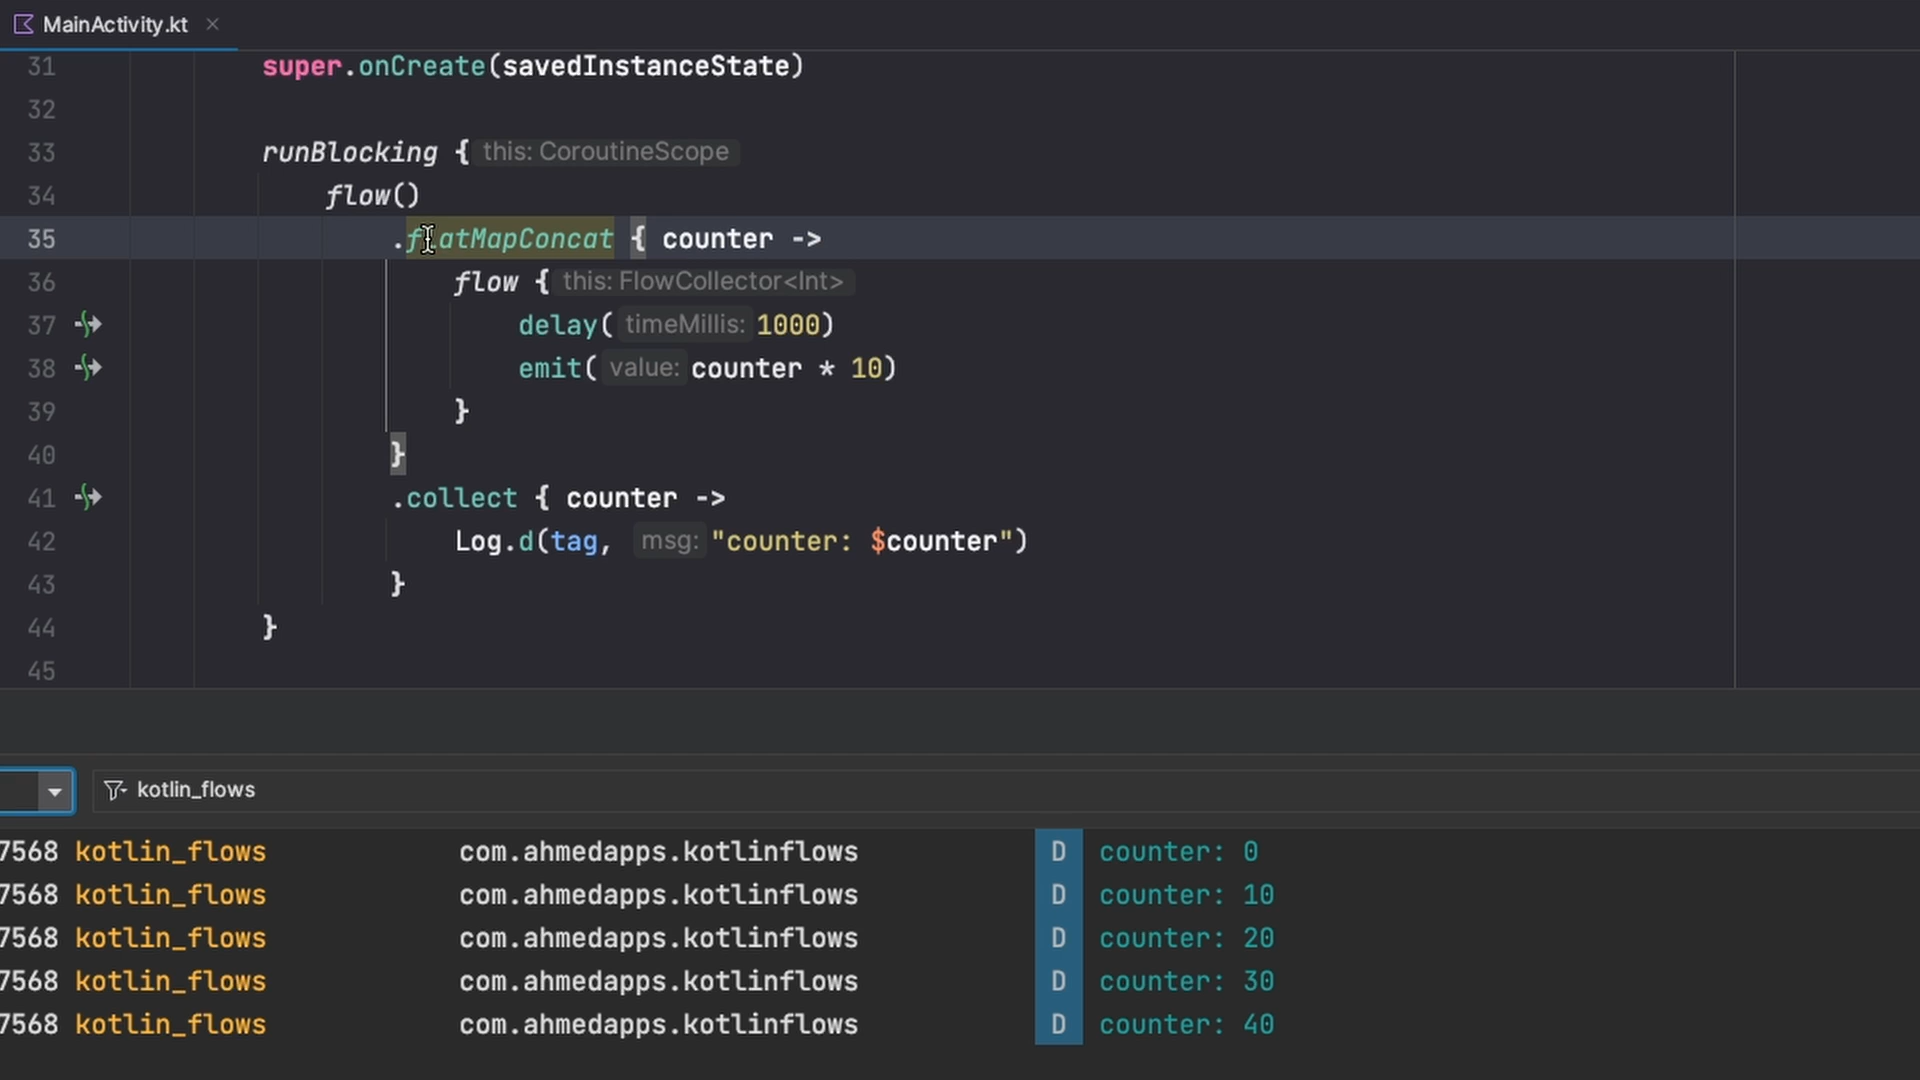 MainActivity.kt
31 super.onCreate(savedInstanceState)
32
33 runBlocking { this: CoroutineScope
34 flow()
35 .flatMapConcat { counter ->
36 flow { this: FlowCollector<Int>
37 delay( timeMillis: 1000)
38 emit( value: counter * 10)
39 }
40 }
41 .collect { counter ->
42 Log.d(tag, msg: "counter: $counter")
43 }
44 }
45
kotlin_flows
7568 kotlin_flows com.ahmedapps.kotlinflows D counter: 0
7568 kotlin_flows com.ahmedapps.kotlinflows D counter: 10
7568 kotlin_flows com.ahmedapps.kotlinflows D counter: 20
7568 kotlin_flows com.ahmedapps.kotlinflows D counter: 30
7568 kotlin_flows com.ahmedapps.kotlinflows D counter: 40